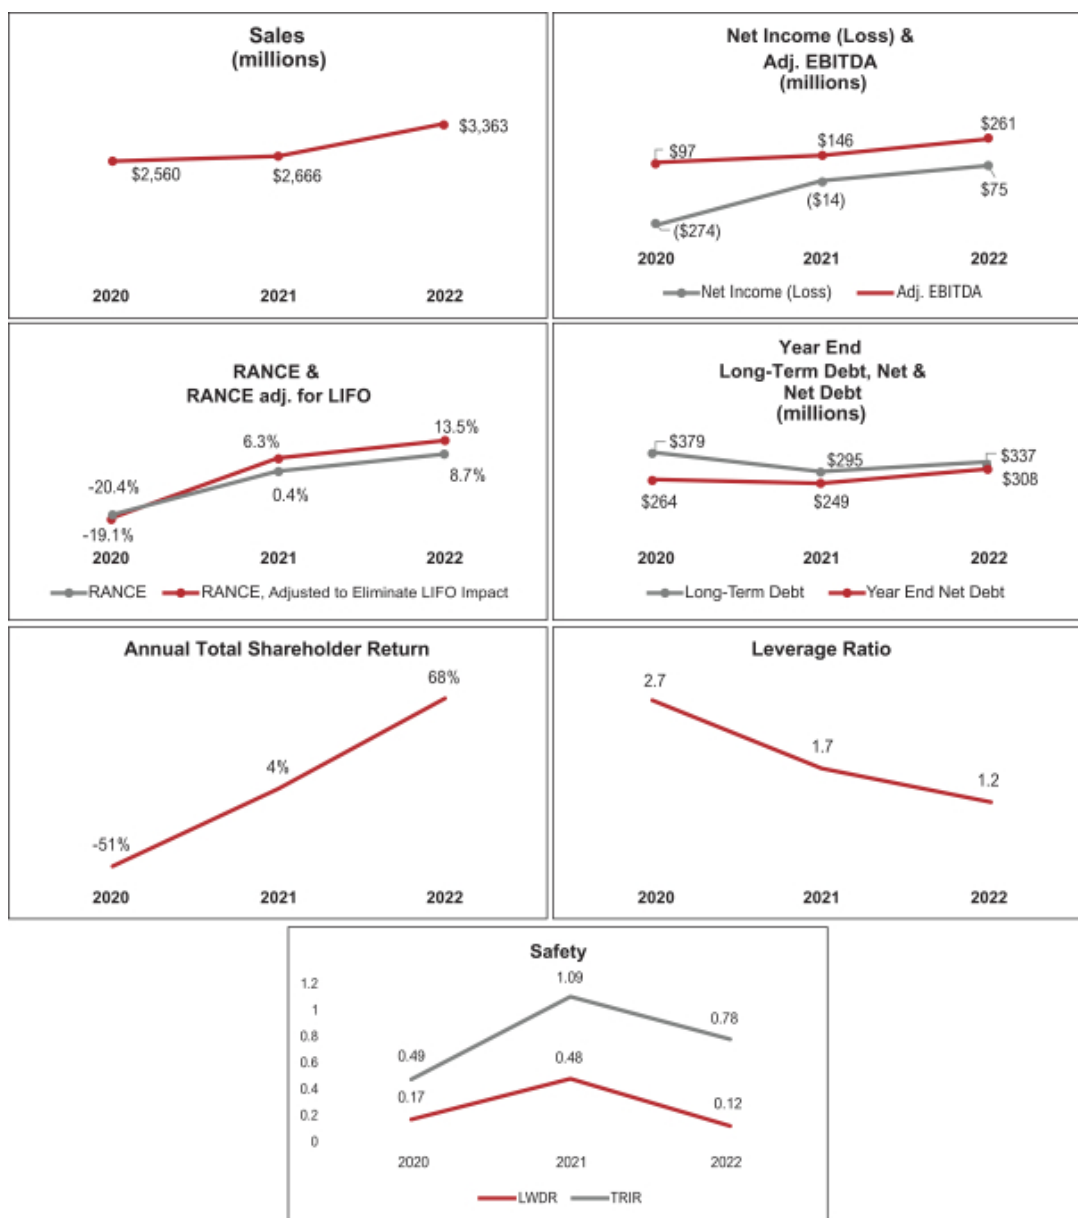 Sales
(millions)
$3,363
$2,560
$2,666
2020
2021
2022
Net Income (Loss) &
Adj. EBITDA
(millions)
$261
$146
$97
$75
($14)
($274)
2020
2021
2022
Net Income (Loss)
Adj. EBITDA
RANCE &
RANCE adj. for LIFO
13.5%
6.3%
8.7%
-20.4%
0.4%
-19.1%
2020
2021
2022
RANCE
RANCE, Adjusted to Eliminate LIFO Impact
Year End
Long-Term Debt, Net &
Net Debt
(millions)
$379
$295
$337
$308
$264
$249
2020
2021
2022
Long-Term Debt
Year End Net Debt
Annual Total Shareholder Return
68%
4%
-51%
2020
2021
2022
Leverage Ratio
2.7
1.7
1.2
2020
2021
2022
Safety
1.2
1
0.8
0.6
0.4
0.2
0
1.09
0.78
0.49
0.48
0.17
0.12
2020
2021
2022
LWDR
TRIR